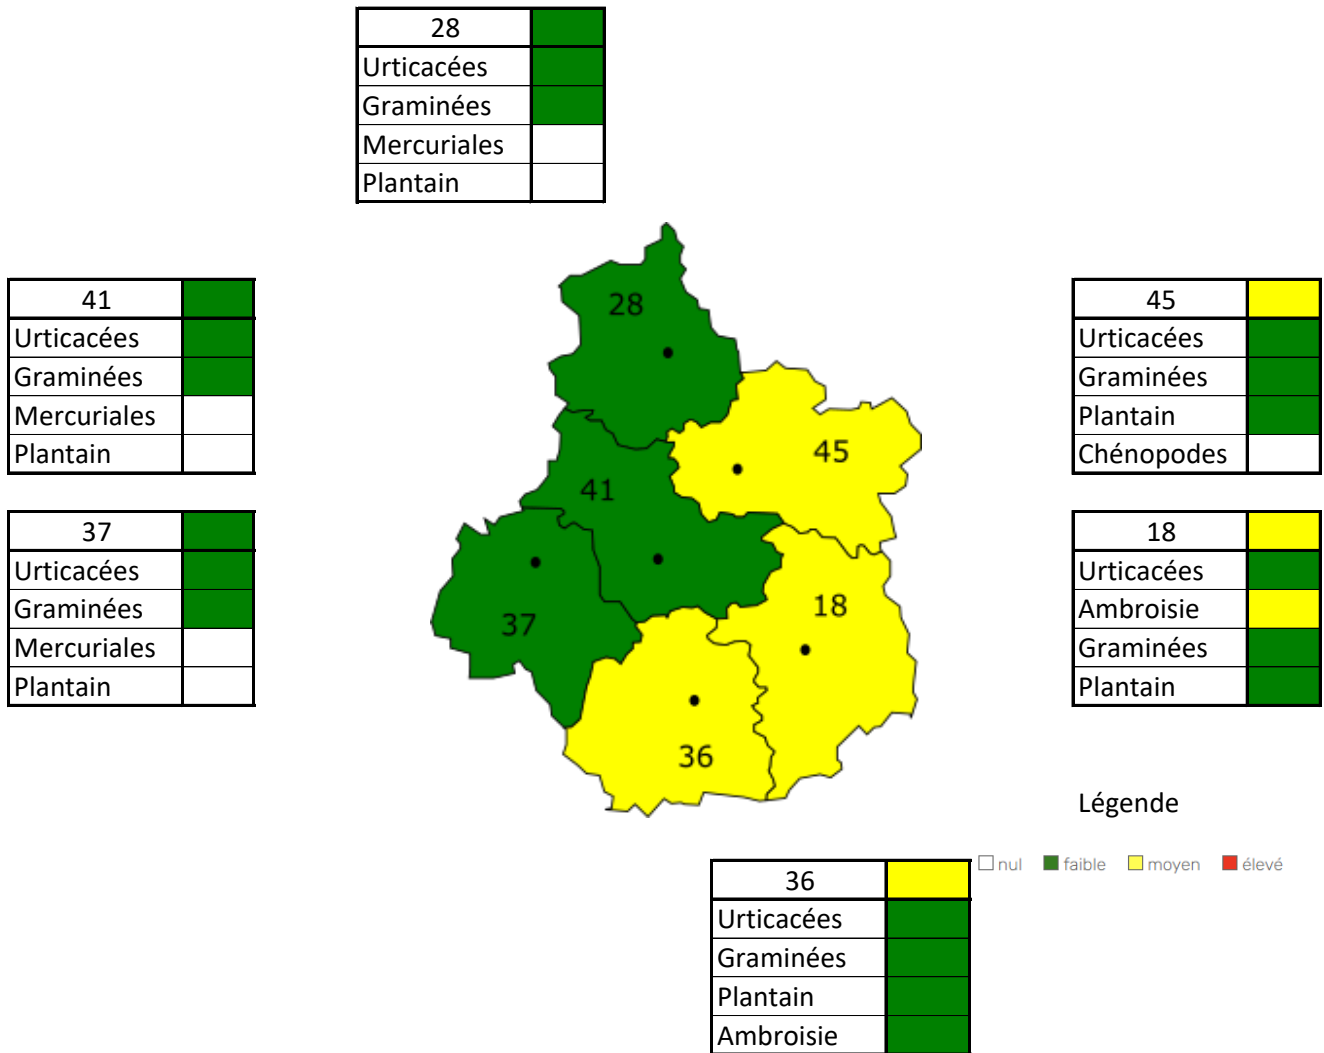 28
Urticacées
Graminées
Mercuriales
Plantain
41
Urticacées
Graminées
Mercuriales
Plantain
37
Urticacées
Graminées
Mercuriales
Plantain
28
45
41
18
37
36
45
Urticacées
Graminées
Plantain
Chénopodes
18
Urticacées
Ambroisie
Graminées
Plantain
Légende
nul faible moyen élevé
36
Urticacées
Graminées
Plantain
Ambroisie